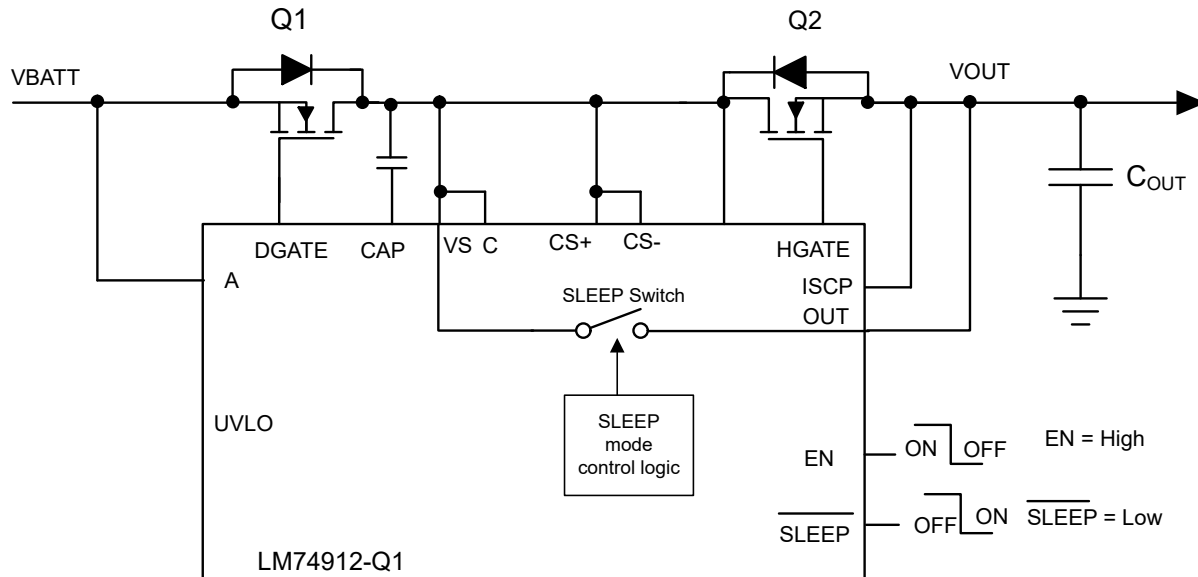 Q1
Q2
VBATT
VOUT
C_OUT
DGATE
CAP
VS
C
CS+
CS-
HGATE
A
ISCP
SLEEP Switch
OUT
UVLO
SLEEP
mode
control logic
EN
ON
OFF
EN = High
SLEEP
OFF
ON
SLEEP = Low
LM74912-Q1